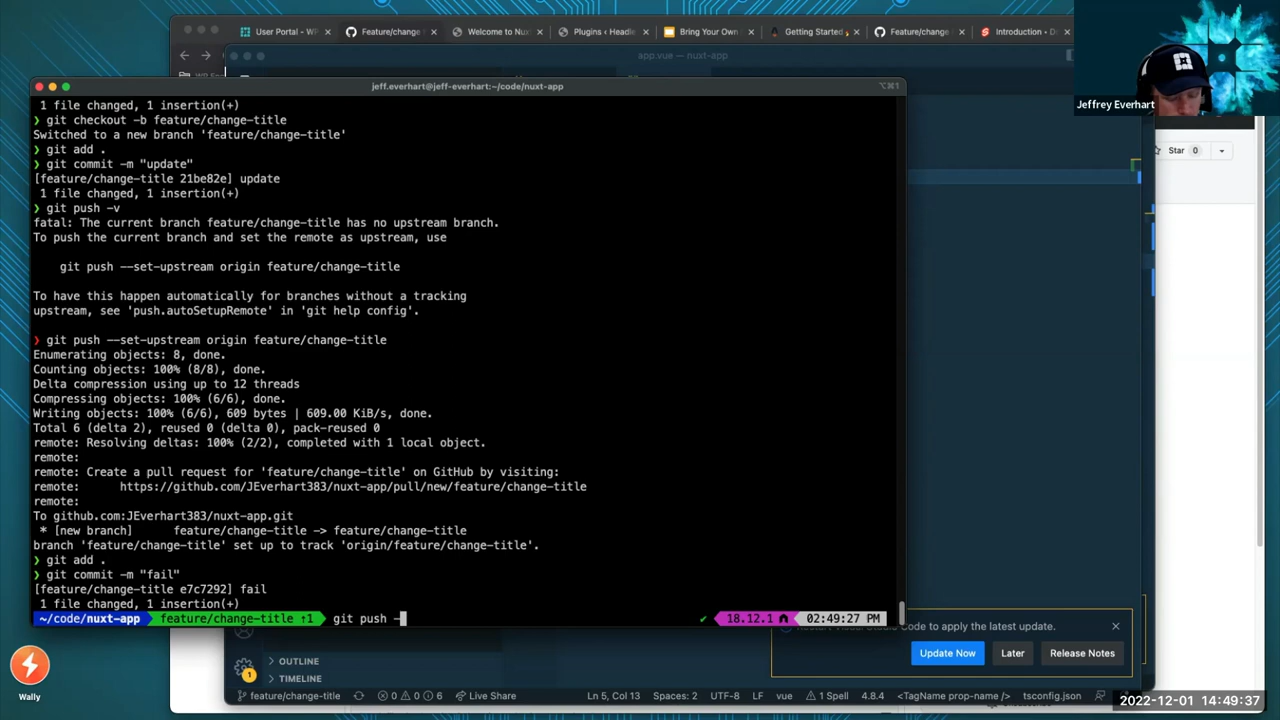 User Portal - WP
Feature/change
Welcome to Nux
Plugins ‹ Headle
Bring Your Own
Getting Started
Feature/change
Introduction - D
app.vue — nuxt-app
jeff.everhart@jeff-everhart:~/code/nuxt-app
⌥⌘1
Jeffrey Everhart
Star 0
1 file changed, 1 insertion(+)
❯ git checkout -b feature/change-title
Switched to a new branch 'feature/change-title'
❯ git add .
❯ git commit -m "update"
[feature/change-title 21be82e] update
1 file changed, 1 insertion(+)
❯ git push -v
fatal: The current branch feature/change-title has no upstream branch.
To push the current branch and set the remote as upstream, use
git push --set-upstream origin feature/change-title
To have this happen automatically for branches without a tracking
upstream, see 'push.autoSetupRemote' in 'git help config'.
❯ git push --set-upstream origin feature/change-title
Enumerating objects: 8, done.
Counting objects: 100% (8/8), done.
Delta compression using up to 12 threads
Compressing objects: 100% (6/6), done.
Writing objects: 100% (6/6), 609 bytes | 609.00 KiB/s, done.
Total 6 (delta 2), reused 0 (delta 0), pack-reused 0
remote: Resolving deltas: 100% (2/2), completed with 1 local object.
remote:
remote: Create a pull request for 'feature/change-title' on GitHub by visiting:
remote: https://github.com/JEverhart383/nuxt-app/pull/new/feature/change-title
remote:
To github.com:JEverhart383/nuxt-app.git
* [new branch] feature/change-title -> feature/change-title
branch 'feature/change-title' set up to track 'origin/feature/change-title'.
❯ git add .
❯ git commit -m "fail"
[feature/change-title e7c7292] fail
1 file changed, 1 insertion(+)
~/code/nuxt-app feature/change-title ↑1 git push - ✔ 18.12.1 02:49:27 PM
Visual Studio Code to apply the latest update.
Update Now
Later
Release Notes
1
OUTLINE
TIMELINE
Wally
feature/change-title 0 0 6 Live Share Ln 5, Col 13 Spaces: 2 UTF-8 LF vue 1 Spell 4.8.4 <TagName prop-name /> tsconfig.json
2022-12-01 14:49:37